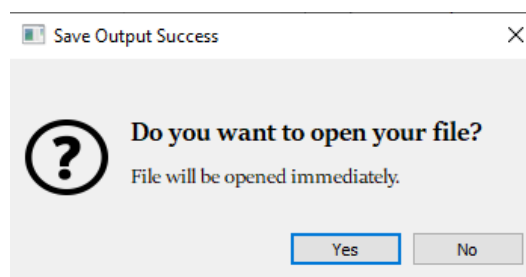 Save Output Success
Do you want to open your file?
File will be opened immediately.
Yes
No